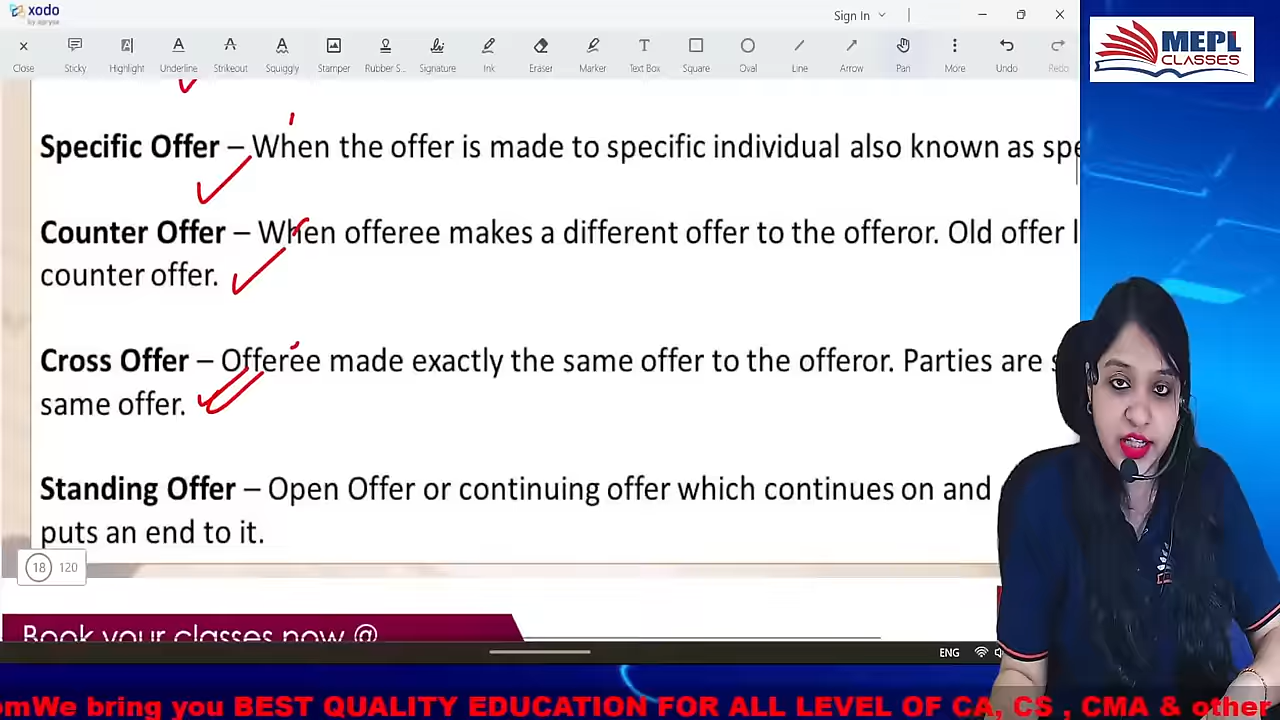 xodo
by apryse
Sign In
Close
Sticky
Highlight
Underline
Strikeout
Squiggly
Stamper
Rubber
Signature
Eraser
Marker
Text Box
Square
Oval
Line
Arrow
Pan
More
Undo
Redo
MEPL
CLASSES
Specific Offer – When the offer is made to specific individual also known as spe
Counter Offer – When offeree makes a different offer to the offeror. Old offer l
counter offer.
Cross Offer – Offeree made exactly the same offer to the offeror. Parties are s
same offer.
Standing Offer – Open Offer or continuing offer which continues on and
puts an end to it.
18 120
Book your classes now @
ENG
omWe bring you BEST QUALITY EDUCATION FOR ALL LEVEL OF CA, CS , CMA & other